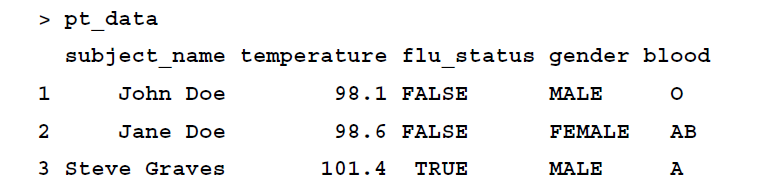 > pt_data
subject_name temperature flu_status gender blood
1 John Doe 98.1 FALSE MALE O
2 Jane Doe 98.6 FALSE FEMALE AB
3 Steve Graves 101.4 TRUE MALE A